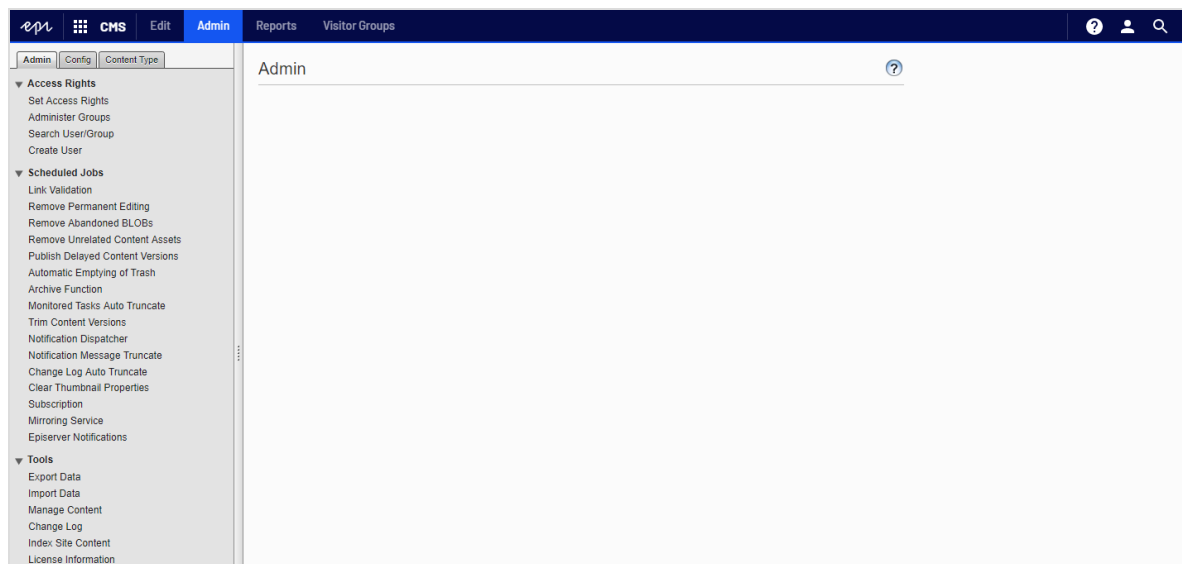 epi CMS Edit Admin Reports Visitor Groups ?
Admin Config Content Type
Access Rights
Set Access Rights
Administer Groups
Search User/Group
Create User
Scheduled Jobs
Link Validation
Remove Permanent Editing
Remove Abandoned BLOBs
Remove Unrelated Content Assets
Publish Delayed Content Versions
Automatic Emptying of Trash
Archive Function
Monitored Tasks Auto Truncate
Trim Content Versions
Notification Dispatcher
Notification Message Truncate
Change Log Auto Truncate
Clear Thumbnail Properties
Subscription
Mirroring Service
Episerver Notifications
Tools
Export Data
Import Data
Manage Content
Change Log
Index Site Content
License Information
Admin ?